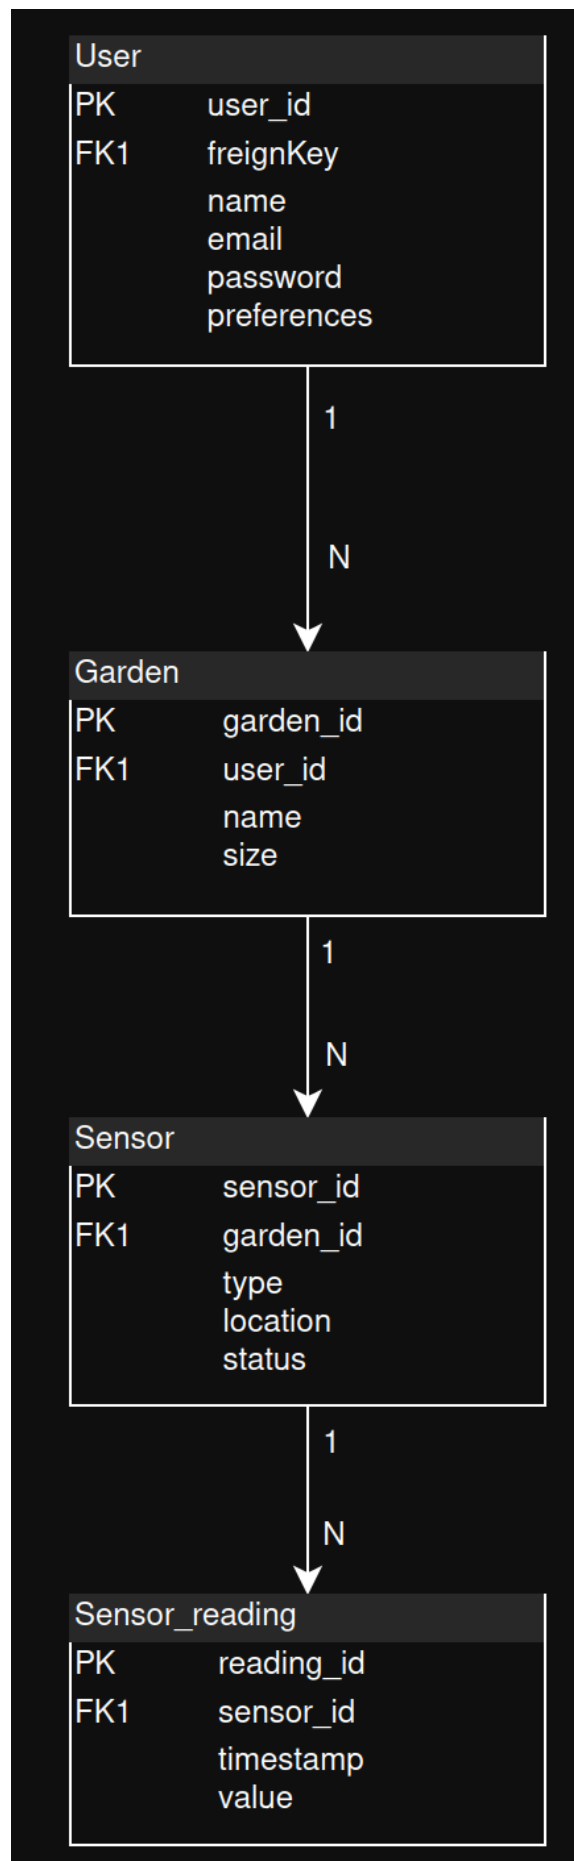 User
PK user_id
FK1 freignKey
name
email
password
preferences
1
N
Garden
PK garden_id
FK1 user_id
name
size
1
N
Sensor
PK sensor_id
FK1 garden_id
type
location
status
1
N
Sensor_reading
PK reading_id
FK1 sensor_id
timestamp
value